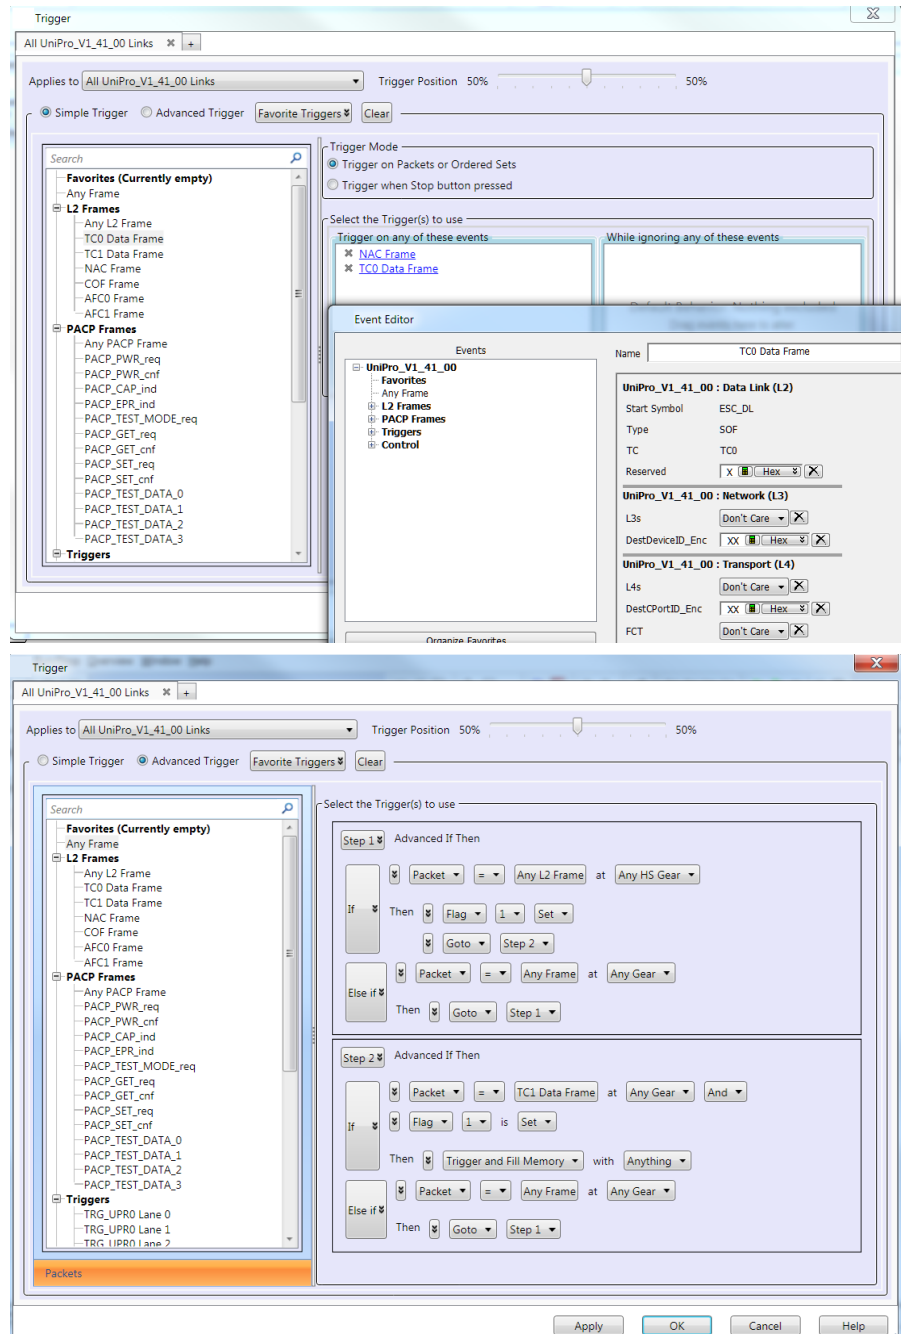 Trigger
All UniPro_V1_41_00 Links
Applies to All UniPro_V1_41_00 Links Trigger Position 50% 50%
Simple Trigger Advanced Trigger Favorite Triggers Clear
Search
Favorites (Currently empty)
Any Frame
L2 Frames
Any L2 Frame
TC0 Data Frame
TC1 Data Frame
NAC Frame
COF Frame
AFC0 Frame
AFC1 Frame
PACP Frames
Any PACP Frame
PACP_PWR_req
PACP_PWR_cnf
PACP_CAP_ind
PACP_EPR_ind
PACP_TEST_MODE_req
PACP_GET_req
PACP_GET_cnf
PACP_SET_req
PACP_SET_cnf
PACP_TEST_DATA_0
PACP_TEST_DATA_1
PACP_TEST_DATA_2
PACP_TEST_DATA_3
Triggers
Trigger Mode
Trigger on Packets or Ordered Sets
Trigger when Stop button pressed
Select the Trigger(s) to use
Trigger on any of these events
NAC Frame
TC0 Data Frame
While ignoring any of these events
Event Editor
Events
UniPro_V1_41_00
Favorites
Any Frame
L2 Frames
PACP Frames
Triggers
Control
Organize Favorites
Name TC0 Data Frame
UniPro_V1_41_00 : Data Link (L2)
Start Symbol ESC_DL
Type SOF
TC TC0
Reserved X Hex
UniPro_V1_41_00 : Network (L3)
L3s Don't Care
DestDeviceID_Enc XX Hex
UniPro_V1_41_00 : Transport (L4)
L4s Don't Care
DestCPortID_Enc XX Hex
FCT Don't Care
Trigger
All UniPro_V1_41_00 Links
Applies to All UniPro_V1_41_00 Links Trigger Position 50% 50%
Simple Trigger Advanced Trigger Favorite Triggers Clear
Search
Favorites (Currently empty)
Any Frame
L2 Frames
Any L2 Frame
TC0 Data Frame
TC1 Data Frame
NAC Frame
COF Frame
AFC0 Frame
AFC1 Frame
PACP Frames
Any PACP Frame
PACP_PWR_req
PACP_PWR_cnf
PACP_CAP_ind
PACP_EPR_ind
PACP_TEST_MODE_req
PACP_GET_req
PACP_GET_cnf
PACP_SET_req
PACP_SET_cnf
PACP_TEST_DATA_0
PACP_TEST_DATA_1
PACP_TEST_DATA_2
PACP_TEST_DATA_3
Triggers
TRG_UPR0 Lane 0
TRG_UPR0 Lane 1
TRG_UPR0 Lane 2
Packets
Select the Trigger(s) to use
Step 1 Advanced If Then
Packet = Any L2 Frame at Any HS Gear
If Then Flag 1 Set
Goto Step 2
Packet = Any Frame at Any Gear
Else if
Then Goto Step 1
Step 2 Advanced If Then
Packet = TC1 Data Frame at Any Gear And
If Flag 1 is Set
Then Trigger and Fill Memory with Anything
Packet = Any Frame at Any Gear
Else if
Then Goto Step 1
Apply OK Cancel Help